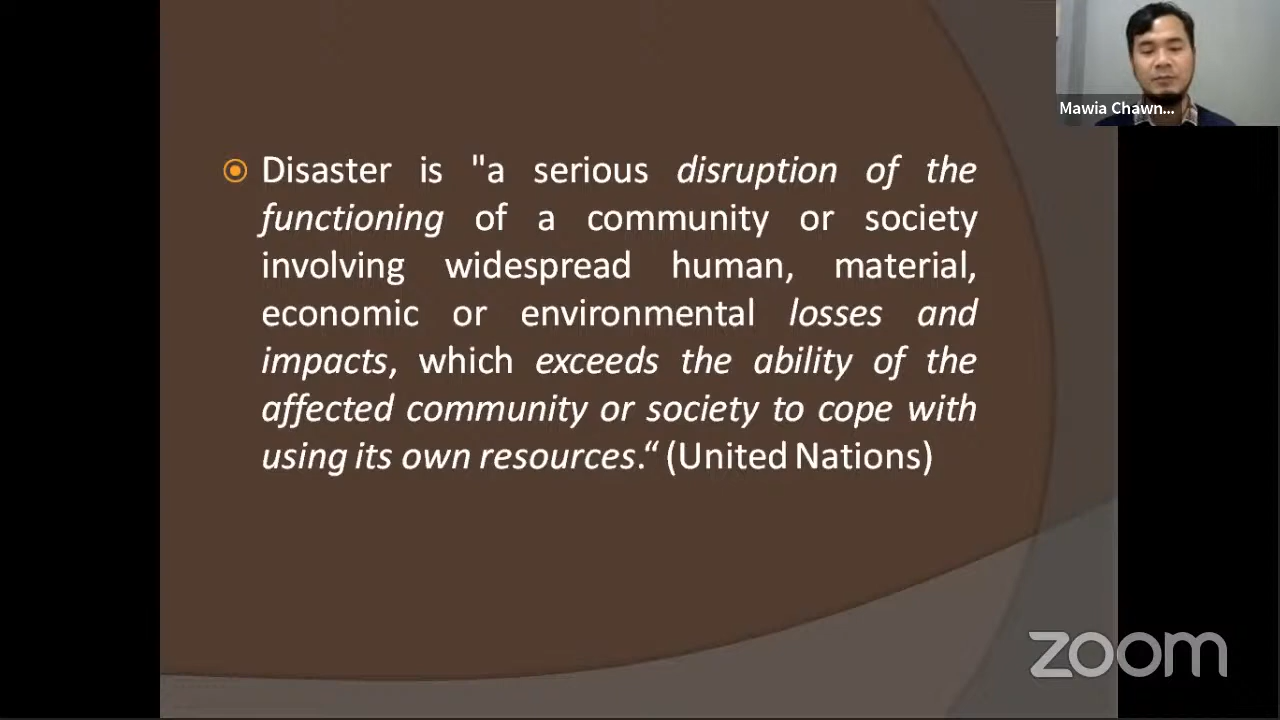 Mawia Chawn...
Disaster is "a serious disruption of the
functioning of a community or society
involving widespread human, material,
economic or environmental losses and
impacts, which exceeds the ability of the
affected community or society to cope with
using its own resources.“ (United Nations)
zoom